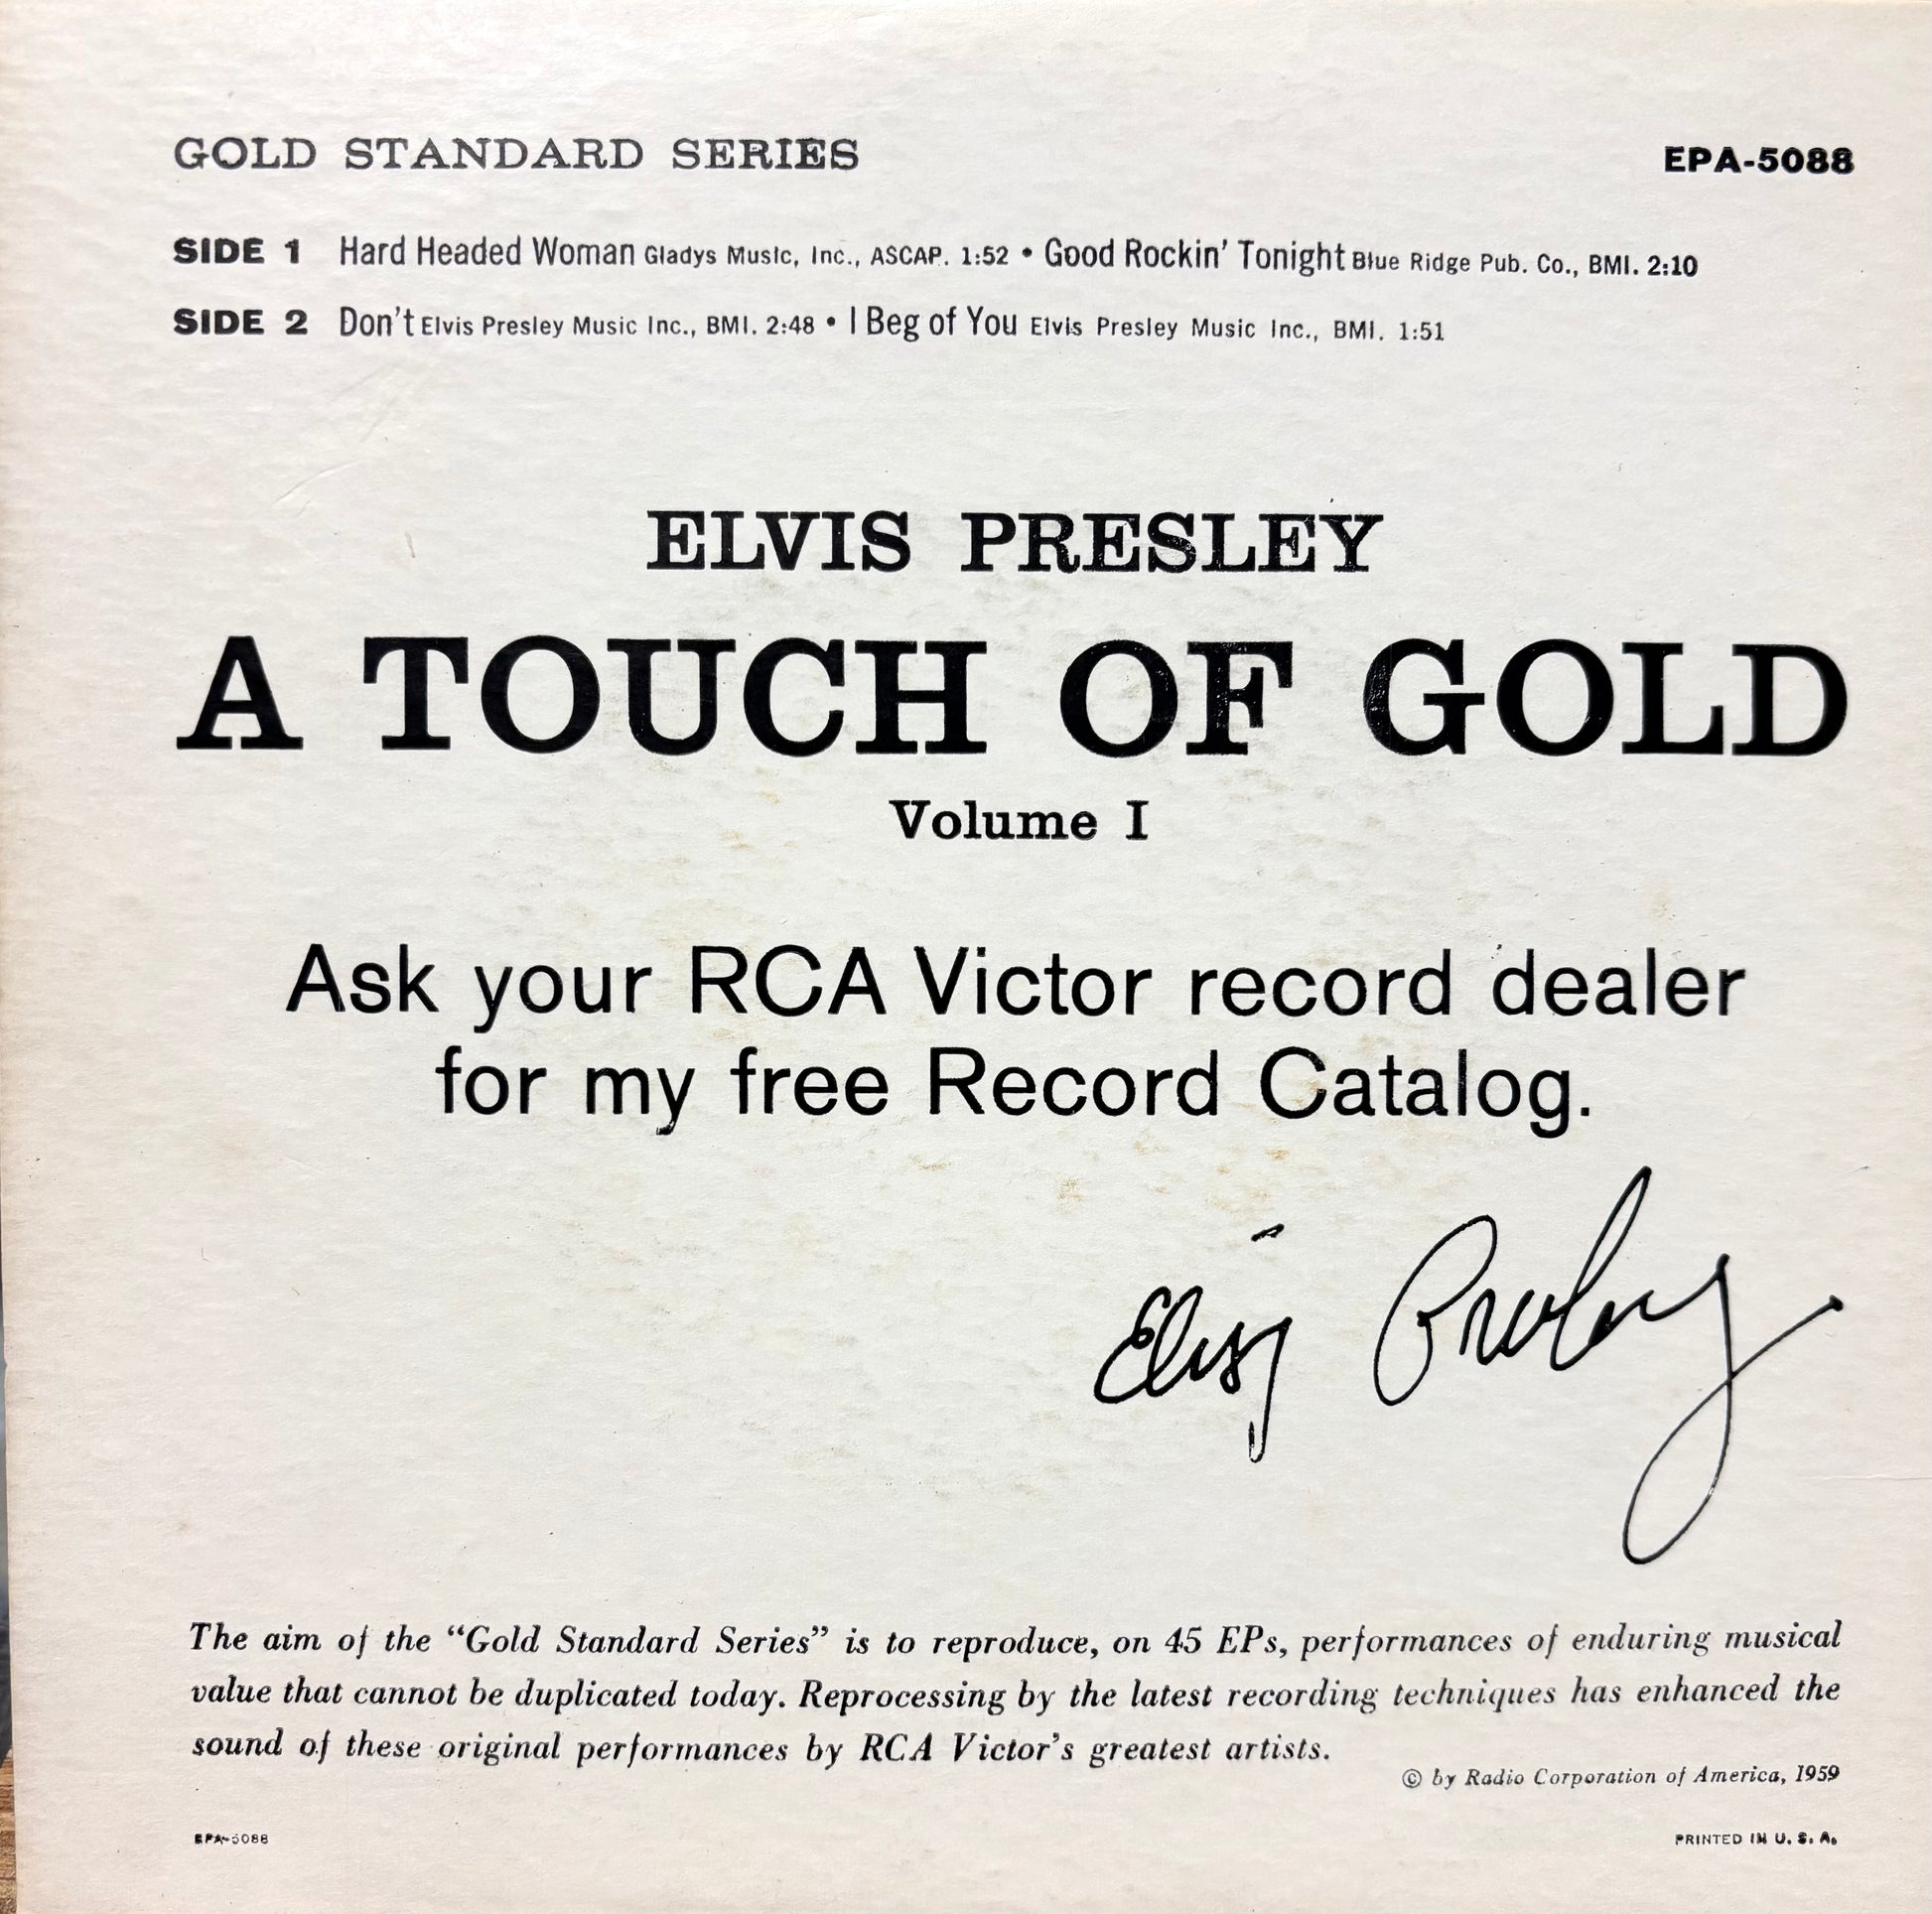 GOLD STANDARD SERIES
EPA-5088
SIDE 1 Hard Headed Woman Gladys Music, Inc., ASCAP. 1:52 • Good Rockin' Tonight Blue Ridge Pub. Co., BMI. 2:10
SIDE 2 Don't Elvis Presley Music Inc., BMI. 2:48 • I Beg of You Elvis Presley Music Inc., BMI. 1:51
ELVIS PRESLEY
A TOUCH OF GOLD
Volume I
Ask your RCA Victor record dealer
for my free Record Catalog.
Elvis Presley
The aim of the “Gold Standard Series” is to reproduce, on 45 EPs, performances of enduring musical
value that cannot be duplicated today. Reprocessing by the latest recording techniques has enhanced the
sound of these original performances by RCA Victor's greatest artists.
© by Radio Corporation of America, 1959
EPA-5088
PRINTED IN U. S. A.